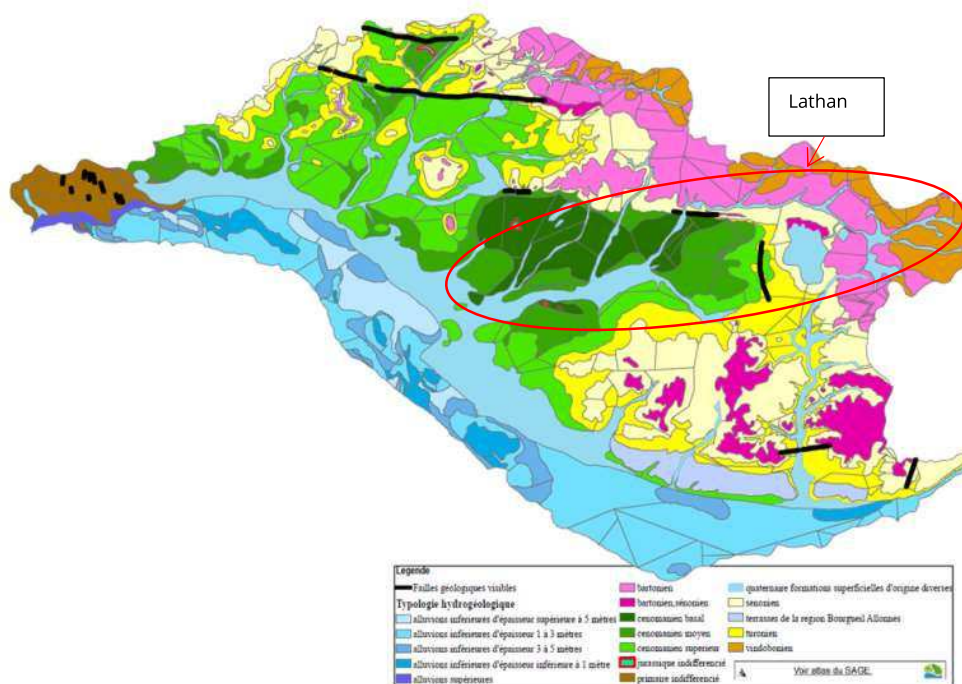 Lathan
Légende
Failles géologiques visibles
Typologie hydrogéologique
alluvions inférieures d'épaisseur supérieure à 5 mètres
alluvions inférieures d'épaisseur 1 à 3 mètres
alluvions inférieures d'épaisseur 3 à 5 mètres
alluvions inférieures d'épaisseur inférieure à 1 mètre
alluvions supérieures
bartonien
bartonien,sénonien
cenomanien basal
cenomanien moyen
cenomanien superieur
jurassique indifférencié
primaire indifférencié
quaternaire formations superficielles d'origine diverses
senonien
terrasses de la region Bourgueil Allonnes
turonien
vindobonien
Voir atlas du SAGE.